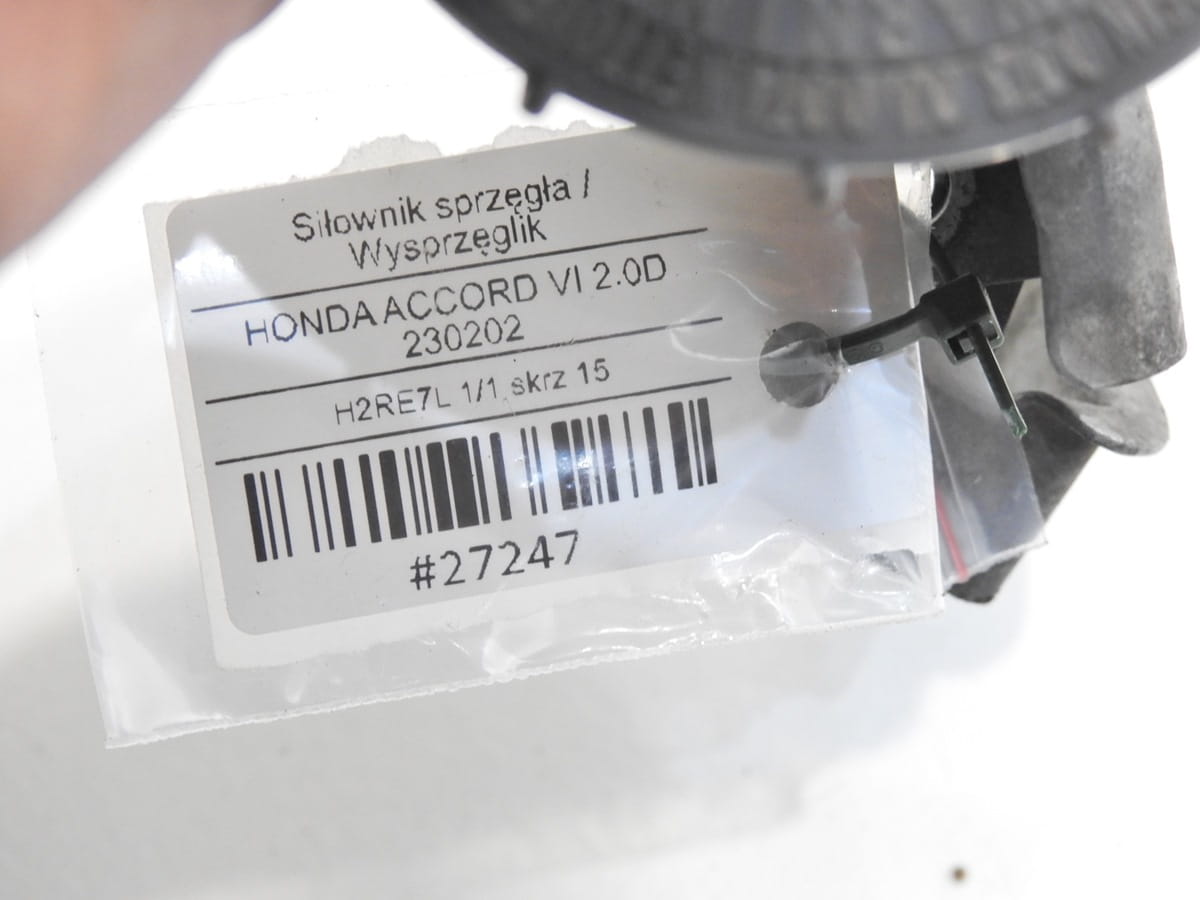 Siłownik sprzęgła /
Wysprzęglik
HONDA ACCORD VI 2.0D
230202
H2RE7L 1/1 skrz 15
#27247